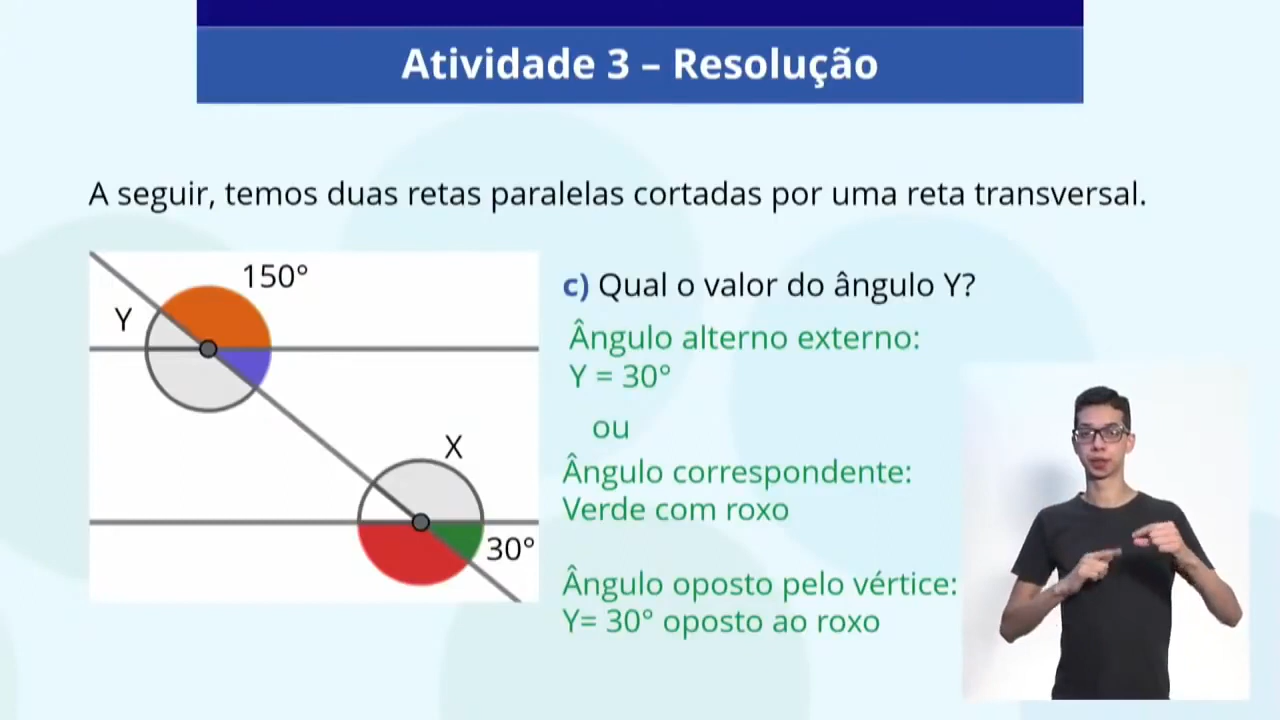 Atividade 3 – Resolução
A seguir, temos duas retas paralelas cortadas por uma reta transversal.
150°
Y
X
30°
c) Qual o valor do ângulo Y?
Ângulo alterno externo:
Y = 30°
ou
Ângulo correspondente:
Verde com roxo
Ângulo oposto pelo vértice:
Y= 30° oposto ao roxo